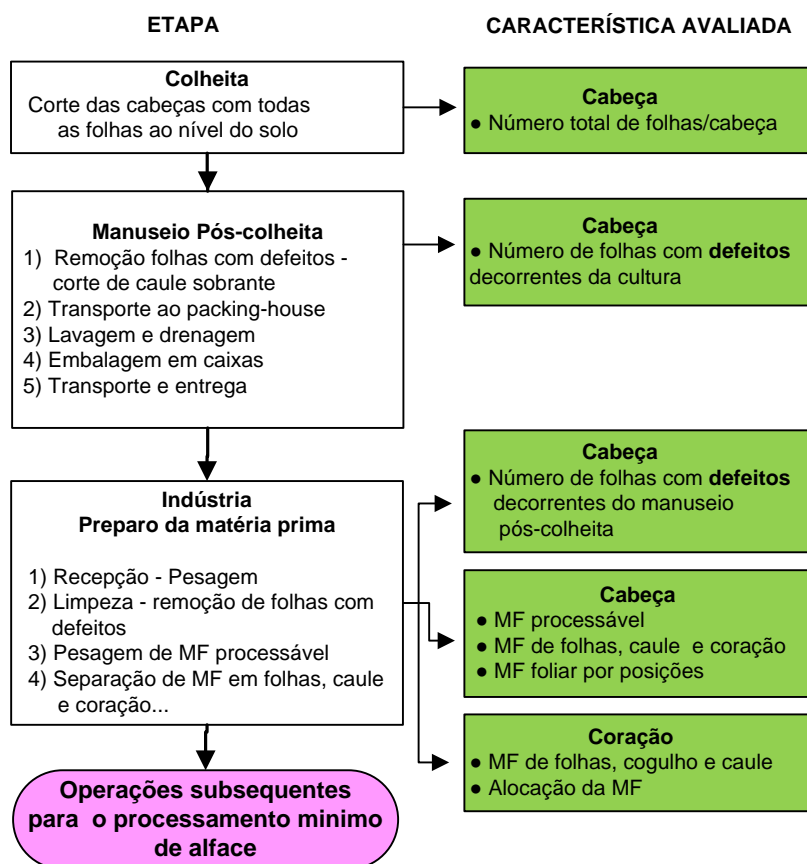 ETAPA
CARACTERÍSTICA AVALIADA
Colheita
Corte das cabeças com todas
as folhas ao nível do solo
Cabeça
● Número total de folhas/cabeça
Manuseio Pós-colheita
1) Remoção folhas com defeitos -
corte de caule sobrante
2) Transporte ao packing-house
3) Lavagem e drenagem
4) Embalagem em caixas
5) Transporte e entrega
Cabeça
● Número de folhas com defeitos
decorrentes da cultura
Indústria
Preparo da matéria prima
1) Recepção - Pesagem
2) Limpeza - remoção de folhas com
defeitos
3) Pesagem de MF processável
4) Separação de MF em folhas, caule
e coração...
Cabeça
● Número de folhas com defeitos
decorrentes do manuseio
pós-colheita
Cabeça
● MF processável
● MF de folhas, caule e coração
● MF foliar por posições
Coração
● MF de folhas, cogulho e caule
● Alocação da MF
Operações subsequentes
para o processamento minimo
de alface